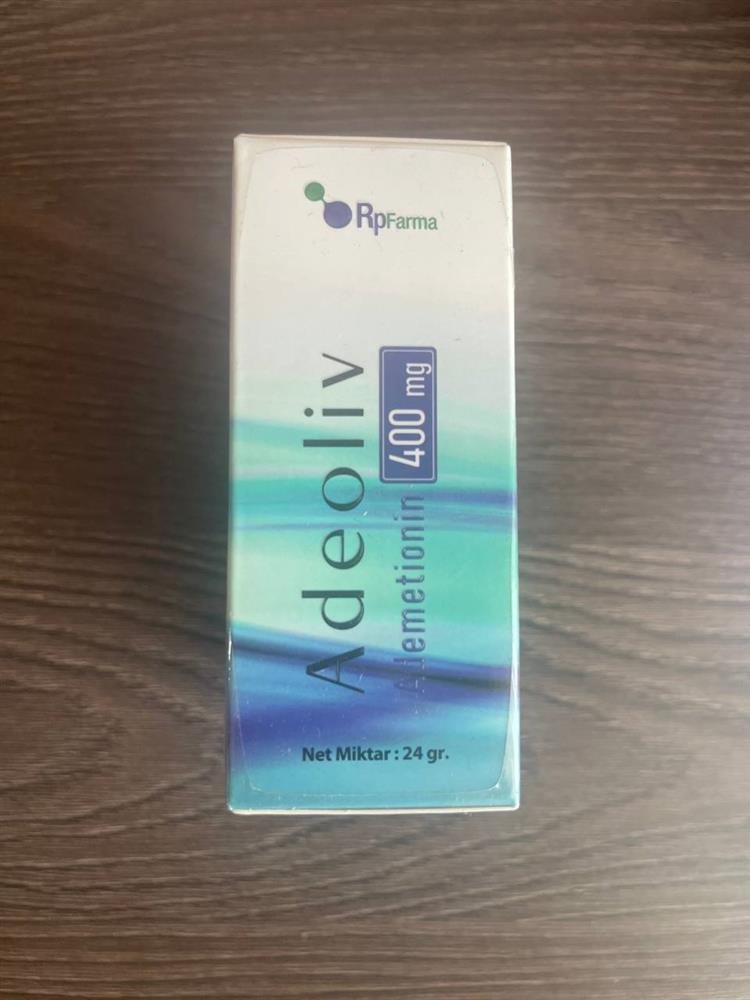 RpFarma
Adeoliv
Ademetionin 400 mg
Net Miktar : 24 gr.